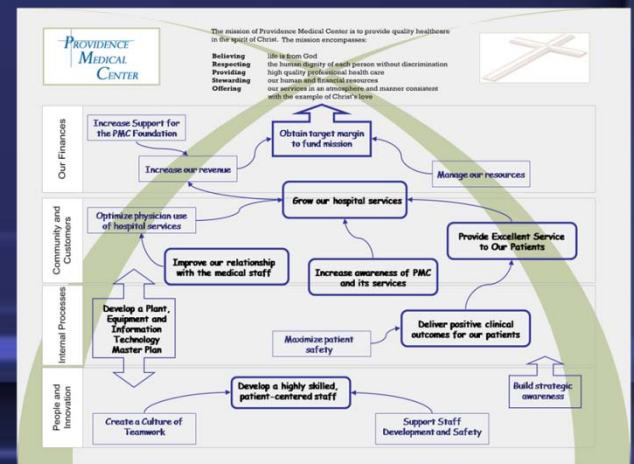 PROVIDENCE
MEDICAL
CENTER
The mission of Providence Medical Center is to provide quality healthcare
in the spirit of Christ. The mission encompasses:
Believing life is from God
Respecting the human dignity of each person without discrimination
Providing high quality professional health care
Stewarding our human and financial resources
Offering our services in an atmosphere and manner consistent
with the example of Christ's love
Our Finances
Increase Support for
the PMC Foundation
Obtain target margin
to fund mission
Increase our revenue
Manage our resources
Community and
Customers
Grow our hospital services
Optimize physician use
of hospital services
Provide Excellent Service
to Our Patients
Improve our relationship
with the medical staff
Increase awareness of PMC
and its services
Internal Processes
Develop a Plant,
Equipment and
Information
Technology
Master Plan
Deliver positive clinical
outcomes for our patients
Maximize patient
safety
People and
Innovation
Develop a highly skilled,
patient-centered staff
Build strategic
awareness
Create a Culture of
Teamwork
Support Staff
Development and Safety